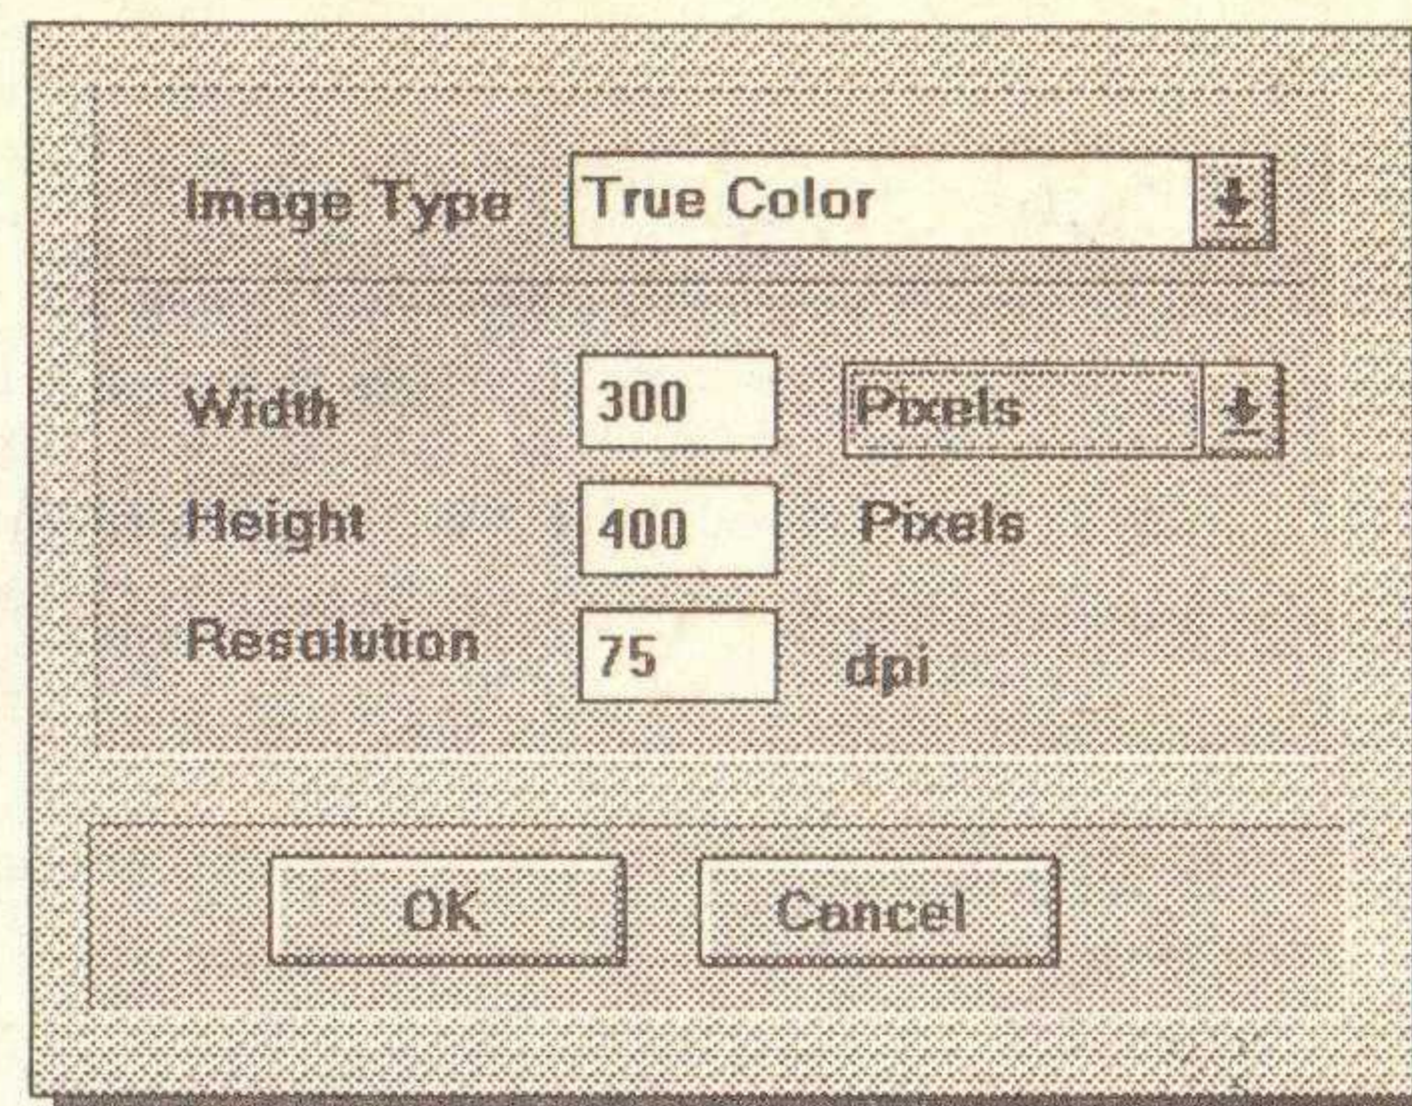 Image Type True Color
Width 300 Pixels
Height 400 Pixels
Resolution 75 dpi
OK Cancel